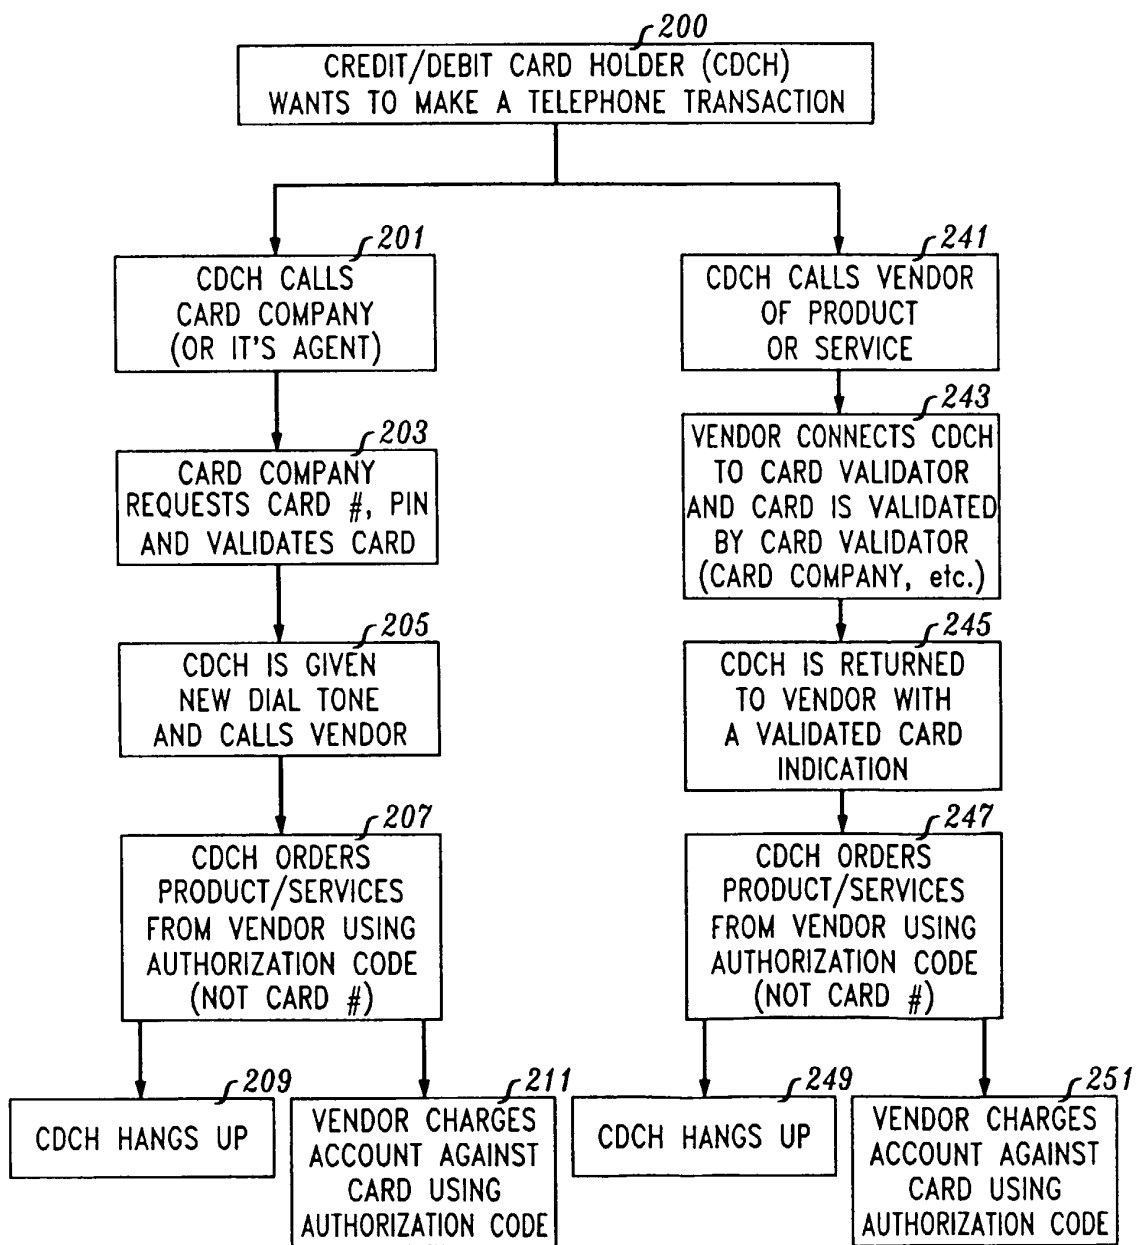 200
CREDIT/DEBIT CARD HOLDER (CDCH)
WANTS TO MAKE A TELEPHONE TRANSACTION
201
CDCH CALLS
CARD COMPANY
(OR IT'S AGENT)
203
CARD COMPANY
REQUESTS CARD #, PIN
AND VALIDATES CARD
205
CDCH IS GIVEN
NEW DIAL TONE
AND CALLS VENDOR
207
CDCH ORDERS
PRODUCT/SERVICES
FROM VENDOR USING
AUTHORIZATION CODE
(NOT CARD #)
209
CDCH HANGS UP
211
VENDOR CHARGES
ACCOUNT AGAINST
CARD USING
AUTHORIZATION CODE
241
CDCH CALLS VENDOR
OF PRODUCT
OR SERVICE
243
VENDOR CONNECTS CDCH
TO CARD VALIDATOR
AND CARD IS VALIDATED
BY CARD VALIDATOR
(CARD COMPANY, etc.)
245
CDCH IS RETURNED
TO VENDOR WITH
A VALIDATED CARD
INDICATION
247
CDCH ORDERS
PRODUCT/SERVICES
FROM VENDOR USING
AUTHORIZATION CODE
(NOT CARD #)
249
CDCH HANGS UP
251
VENDOR CHARGES
ACCOUNT AGAINST
CARD USING
AUTHORIZATION CODE